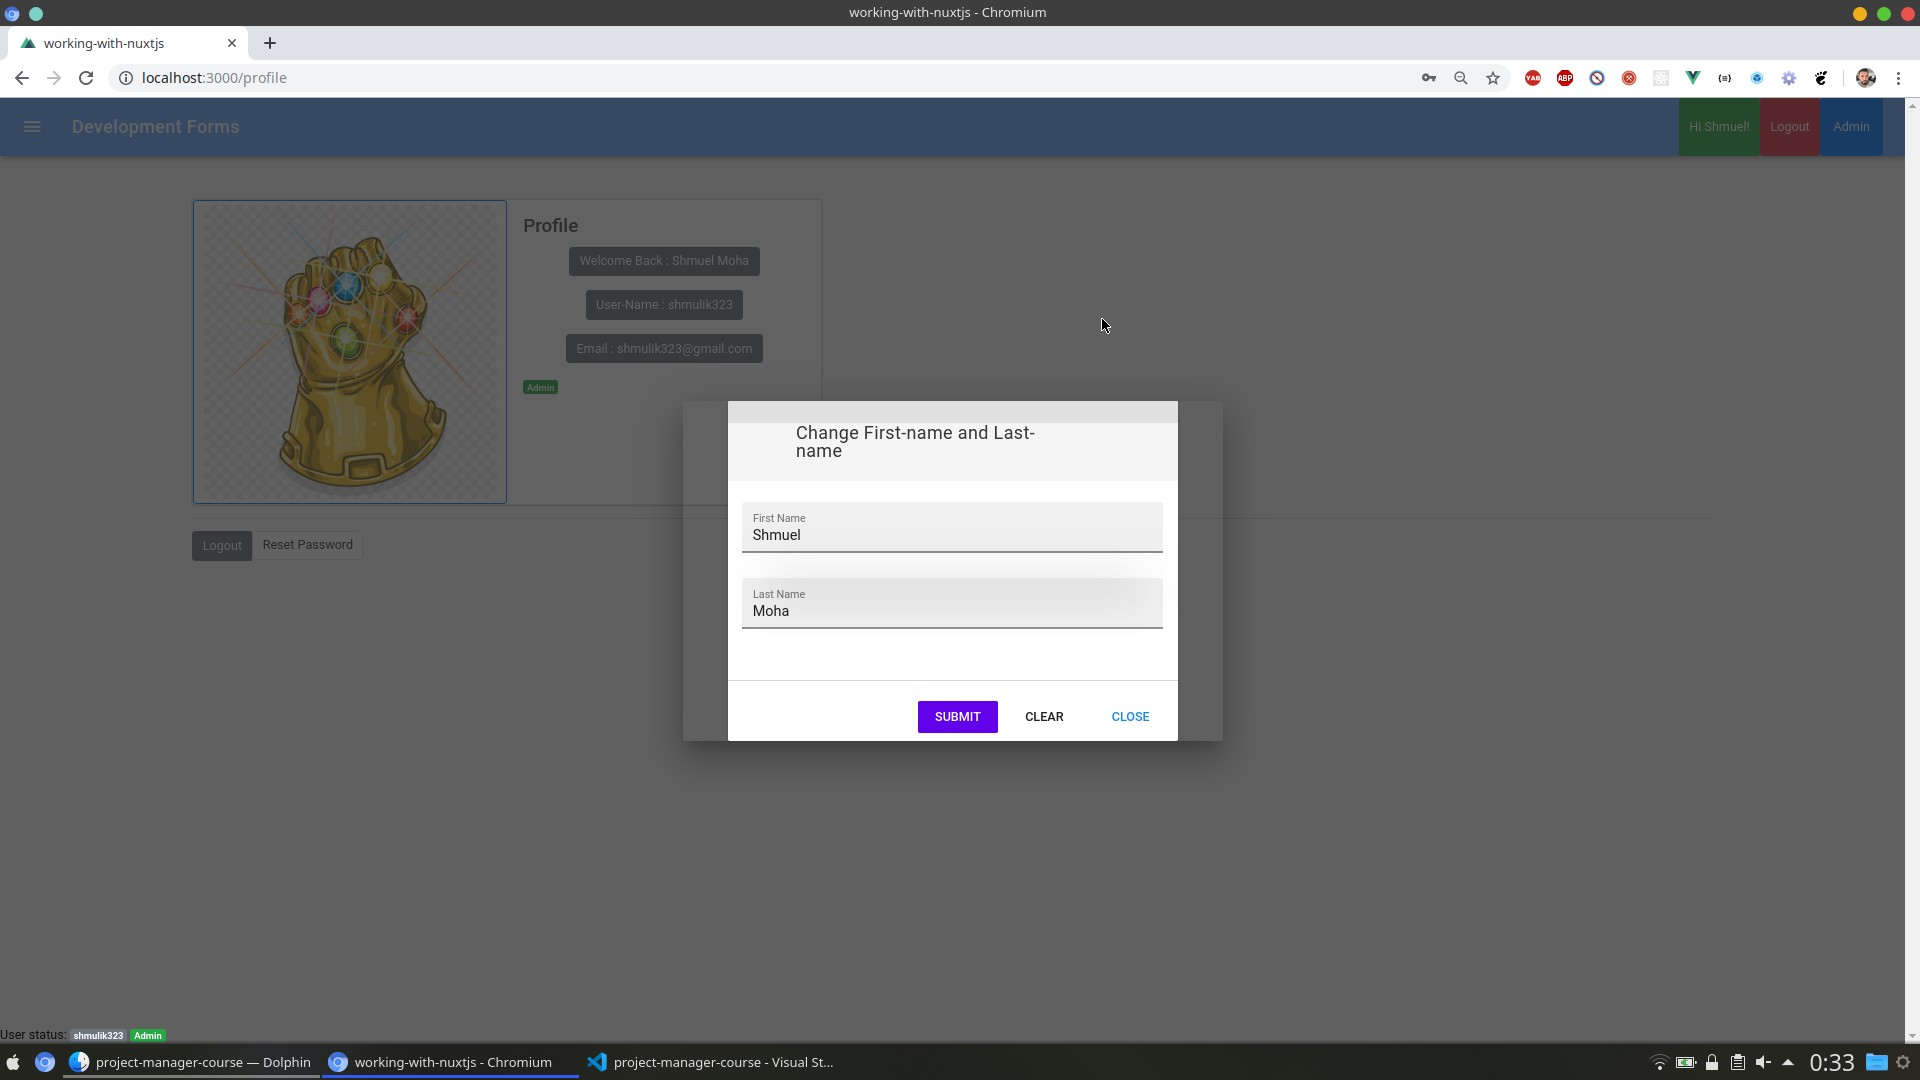 working-with-nuxtjs - Chromium
working-with-nuxtjs
localhost:3000/profile
YAB
ABP
Development Forms
Hi Shmuel!
Logout
Admin
Profile
Welcome Back : Shmuel Moha
User-Name : shmulik323
Email : shmulik323@gmail.com
Admin
Logout
Reset Password
Change First-name and Last-
name
First Name
Shmuel
Last Name
Moha
SUBMIT
CLEAR
CLOSE
User status: shmulik323 Admin
project-manager-course — Dolphin
working-with-nuxtjs - Chromium
project-manager-course - Visual St...
0:33